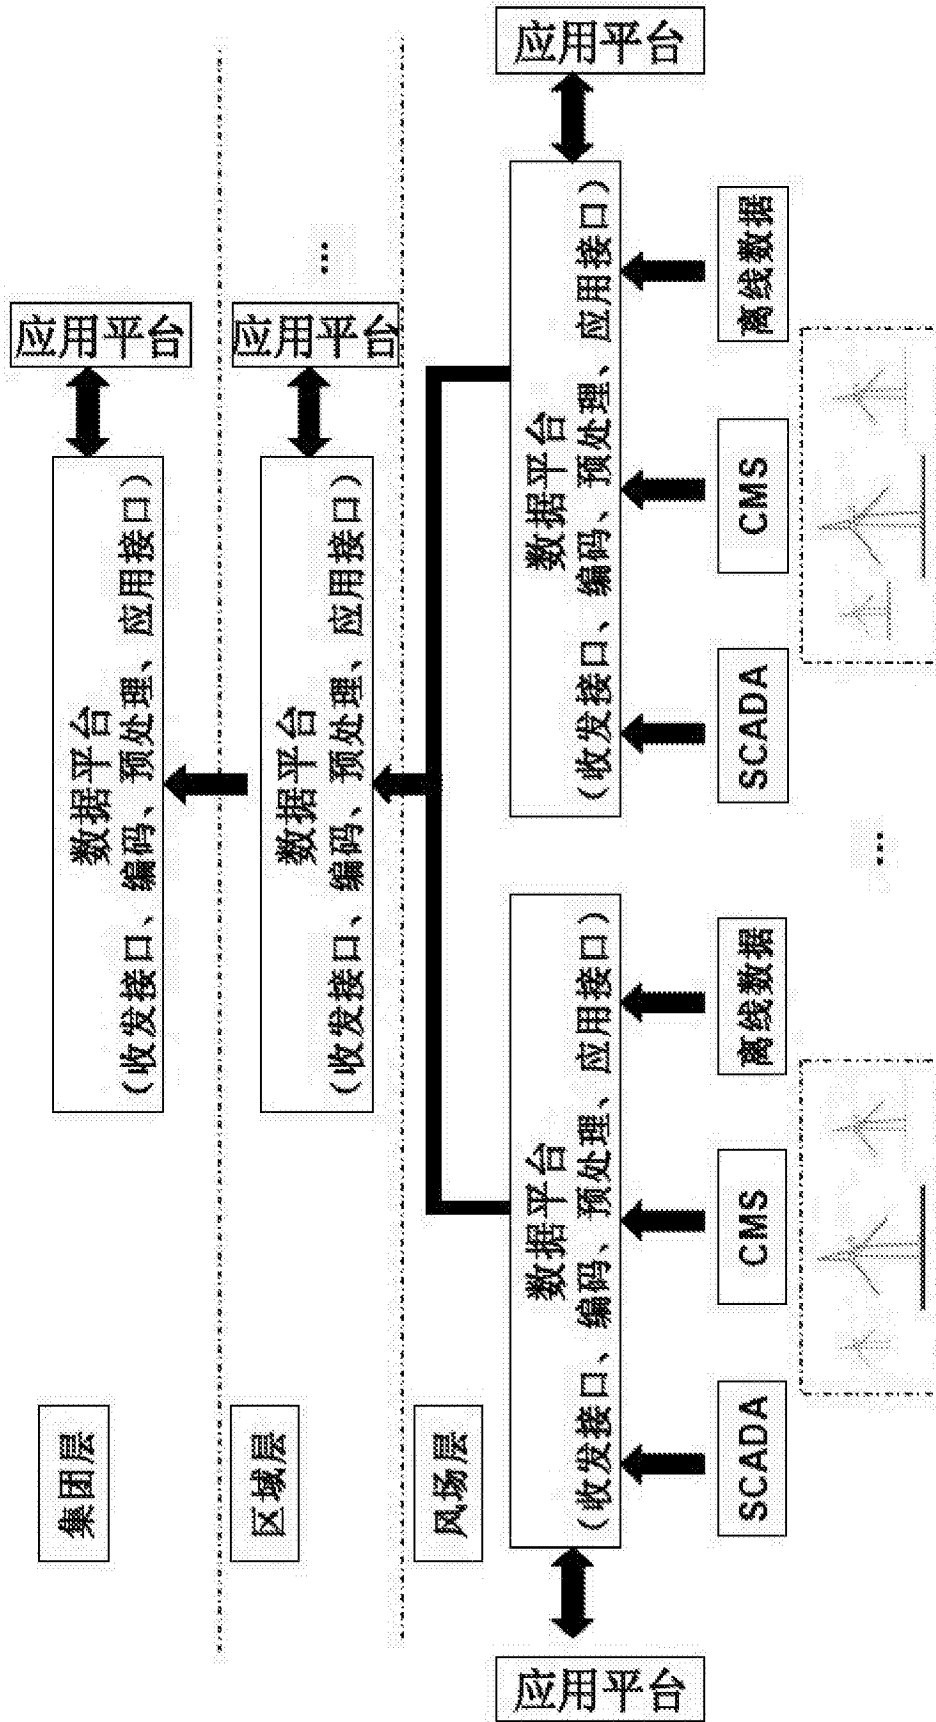 集团层
数据平台
（收发接口、编码、预处理、应用接口）
应用平台
区域层
数据平台
（收发接口、编码、预处理、应用接口）
应用平台
...
风场层
应用平台
数据平台
（收发接口、编码、预处理、应用接口）
数据平台
（收发接口、编码、预处理、应用接口）
应用平台
SCADA
CMS
离线数据
...
SCADA
CMS
离线数据